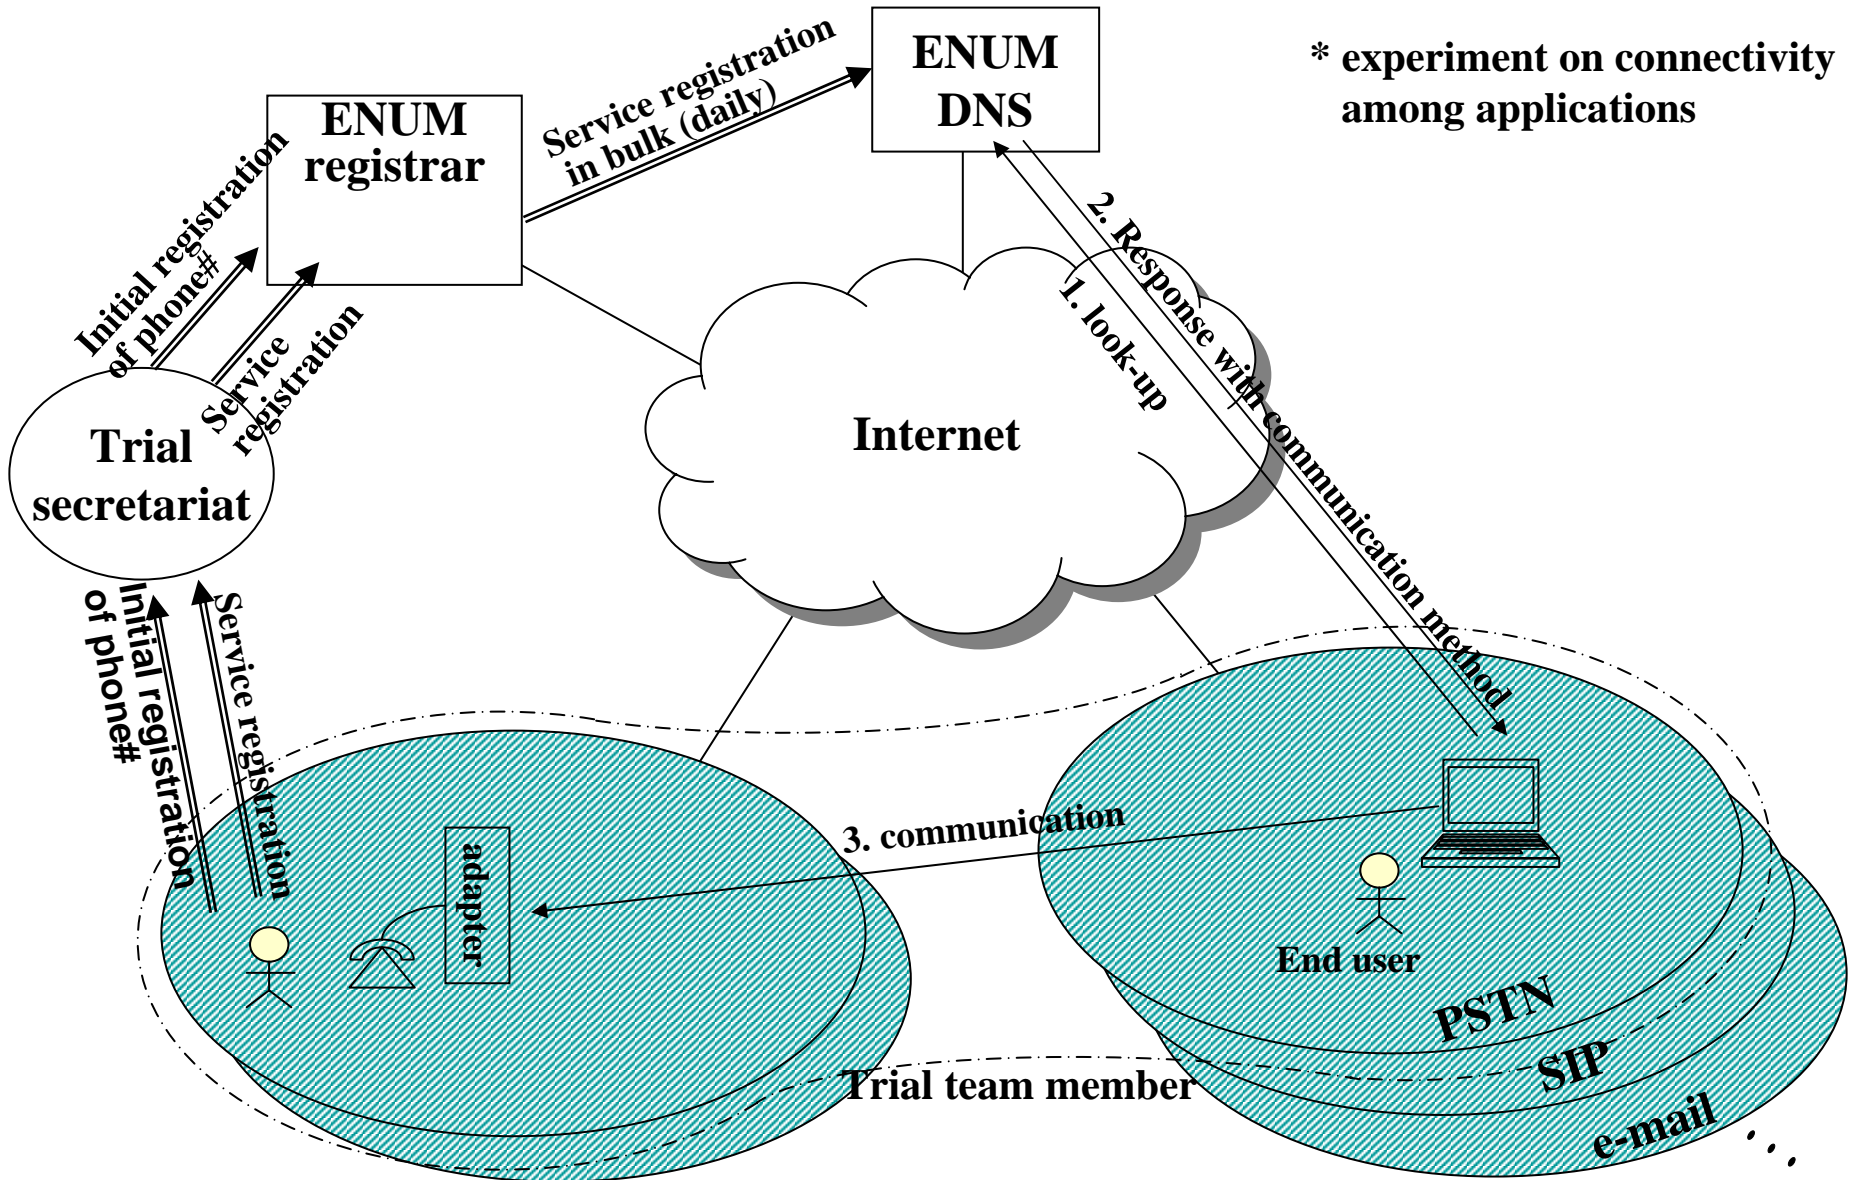 ENUM
DNS
* experiment on connectivity
among applications
ENUM
registrar
Service registration
in bulk (daily)
Initial registration
of phone#
Service
registration
2. Response with communication method
1. look-up
Internet
Trial
secretariat
Initial registration
of phone#
Service registration
3. communication
adapter
End user
PSTN
SIP
e-mail
...
Trial team member